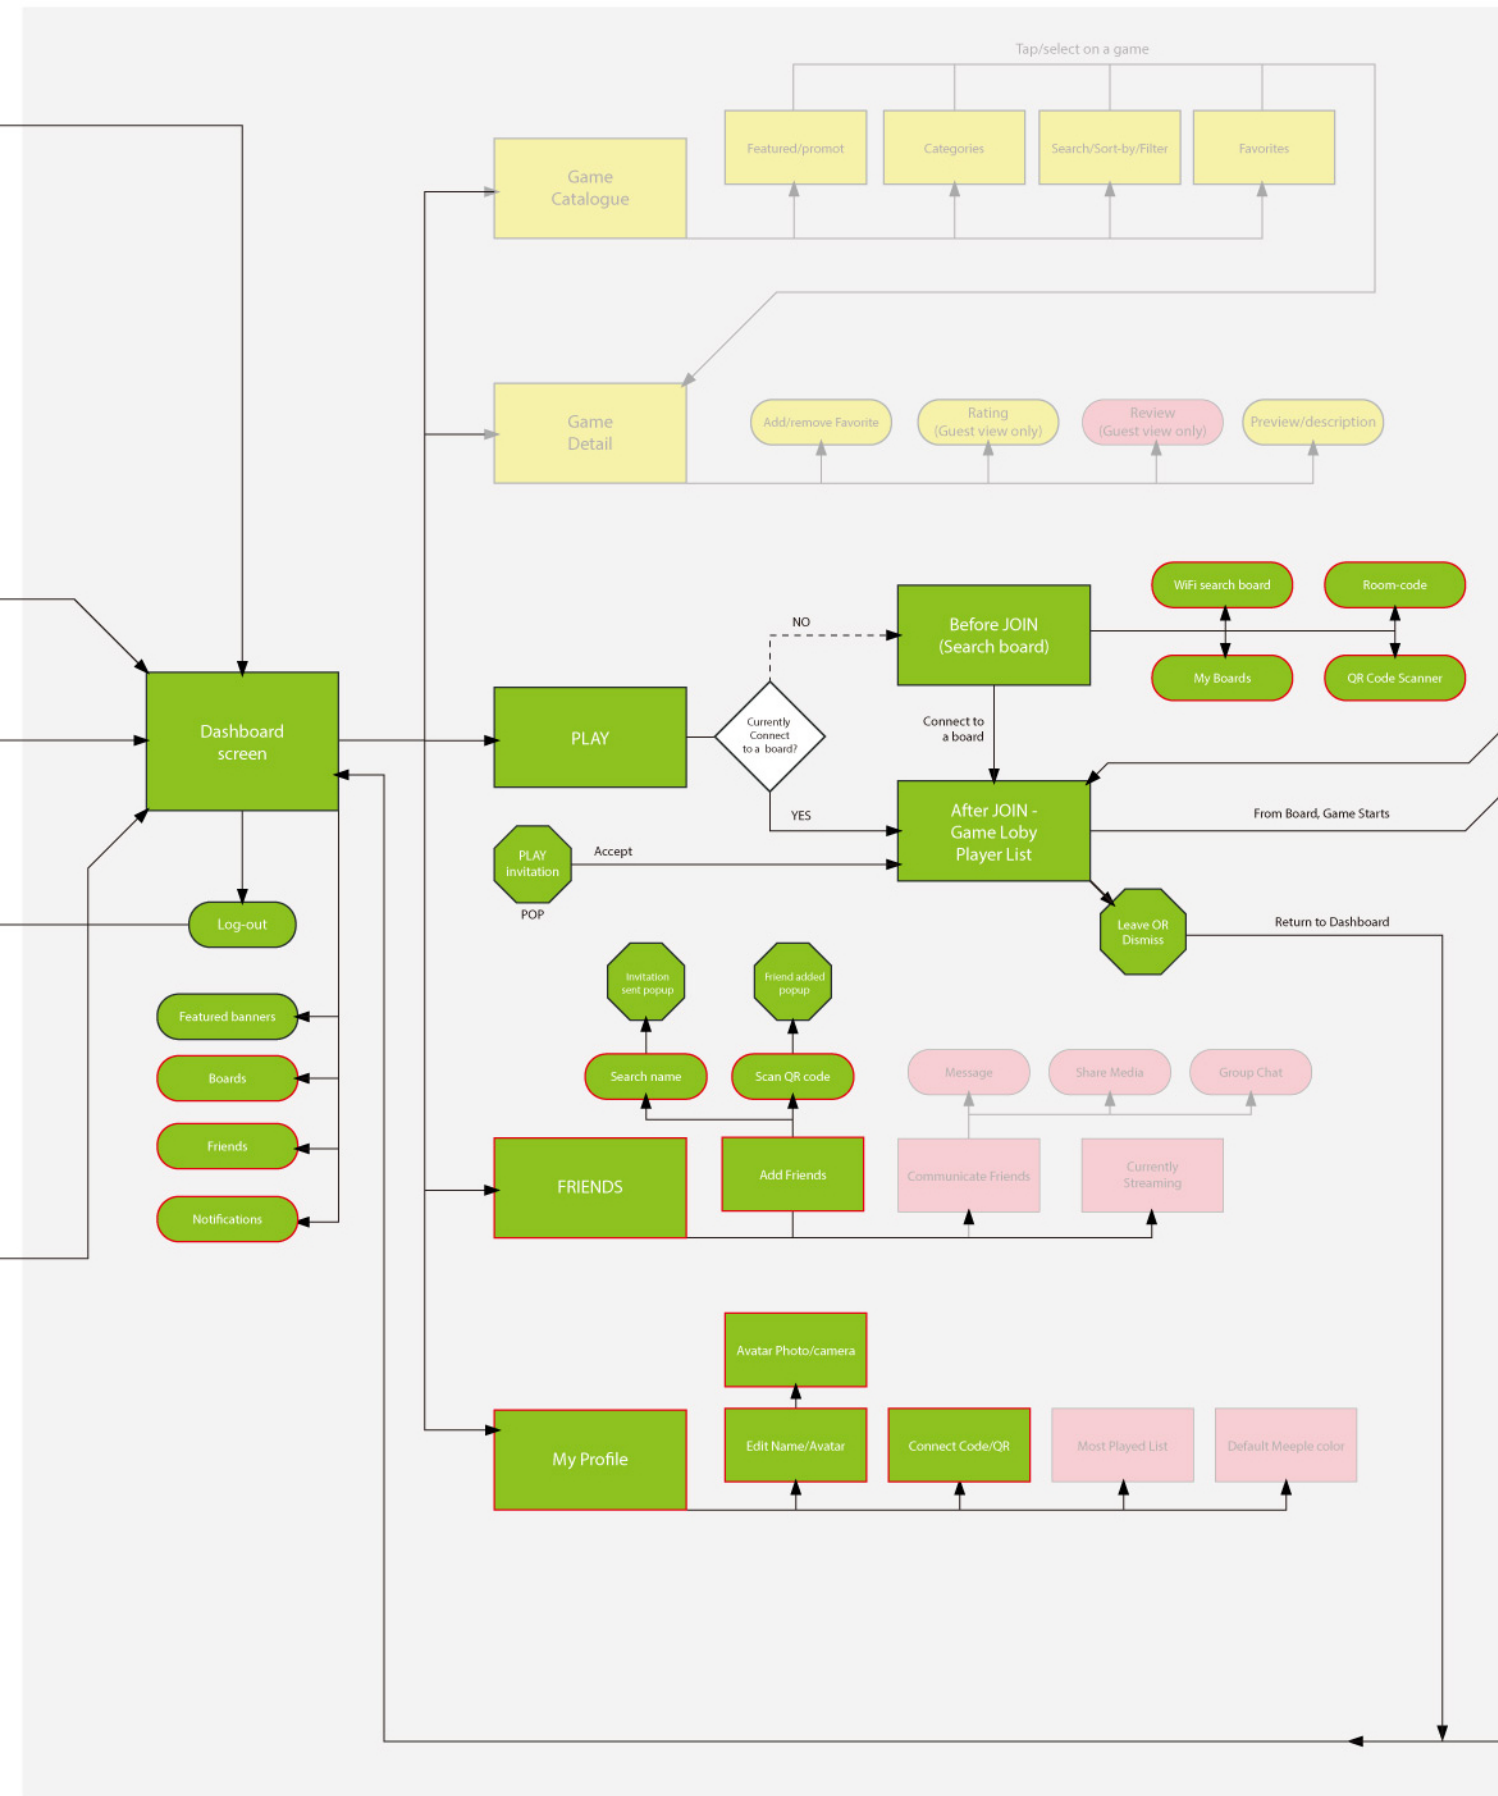 Tap/select on a game
Featured/promot
Categories
Search/Sort-by/Filter
Favorites
Game
Catalogue
Game
Detail
Add/remove Favorite
Rating
(Guest view only)
Review
(Guest view only)
Preview/description
WiFi search board
Room-code
My Boards
QR Code Scanner
NO
Before JOIN
(Search board)
Dashboard
screen
PLAY
Currently
Connect
to a board?
Connect to
a board
YES
After JOIN -
Game Loby
Player List
From Board, Game Starts
PLAY
invitation
Accept
POP
Leave OR
Dismiss
Return to Dashboard
Log-out
Featured banners
Boards
Friends
Notifications
Invitation
sent popup
Friend added
popup
Search name
Scan QR code
Message
Share Media
Group Chat
FRIENDS
Add Friends
Communicate Friends
Currently
Streaming
Avatar Photo/camera
My Profile
Edit Name/Avatar
Connect Code/QR
Most Played List
Default Meeple color